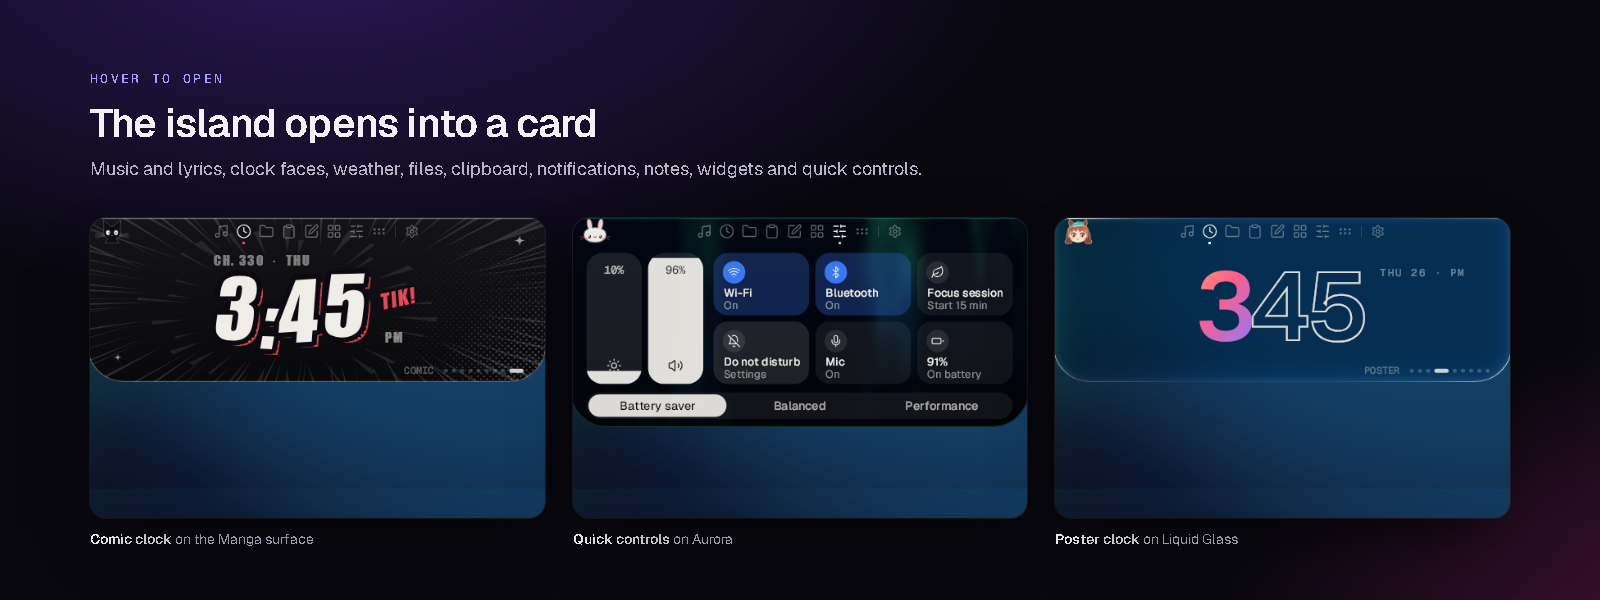 HOVER TO OPEN
The island opens into a card
Music and lyrics, clock faces, weather, files, clipboard, notifications, notes, widgets and quick controls.
CH. 330 · THU
3:45
TIK!
PM
COMIC
Comic clock on the Manga surface
10%
96%
Wi-Fi
On
Bluetooth
On
Focus session
Start 15 min
Do not disturb
Settings
Mic
On
91%
On battery
Battery saver
Balanced
Performance
Quick controls on Aurora
THU 26 · PM
345
POSTER
Poster clock on Liquid Glass